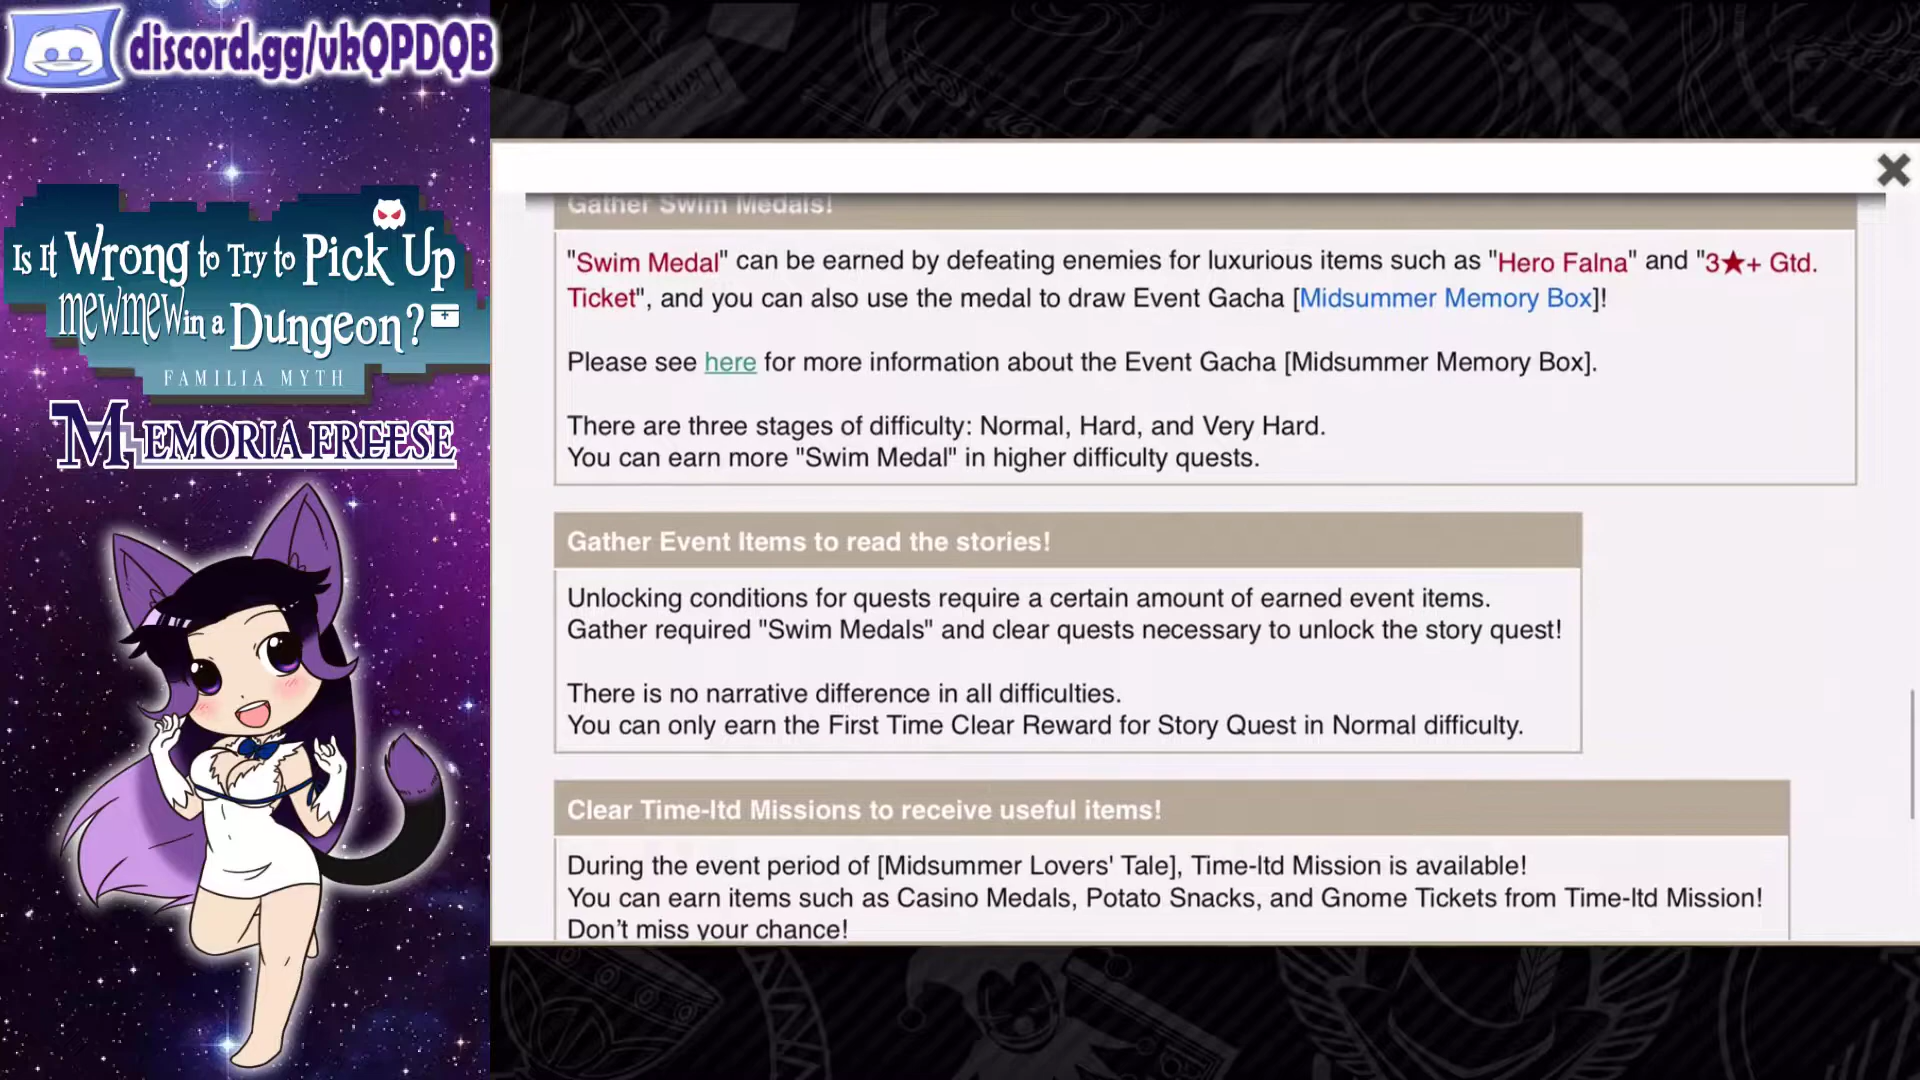 discord.gg/vkQPDQB
Is It Wrong to Try to Pick Up
mewmew in a Dungeon?
FAMILIA MYTH
MEMORIA FREESE
Gather Swim Medals!
"Swim Medal" can be earned by defeating enemies for luxurious items such as "Hero Falna" and "3★+ Gtd.
Ticket", and you can also use the medal to draw Event Gacha [Midsummer Memory Box]!
Please see here for more information about the Event Gacha [Midsummer Memory Box].
There are three stages of difficulty: Normal, Hard, and Very Hard.
You can earn more "Swim Medal" in higher difficulty quests.
Gather Event Items to read the stories!
Unlocking conditions for quests require a certain amount of earned event items.
Gather required "Swim Medals" and clear quests necessary to unlock the story quest!
There is no narrative difference in all difficulties.
You can only earn the First Time Clear Reward for Story Quest in Normal difficulty.
Clear Time-ltd Missions to receive useful items!
During the event period of [Midsummer Lovers' Tale], Time-ltd Mission is available!
You can earn items such as Casino Medals, Potato Snacks, and Gnome Tickets from Time-ltd Mission!
Don't miss your chance!